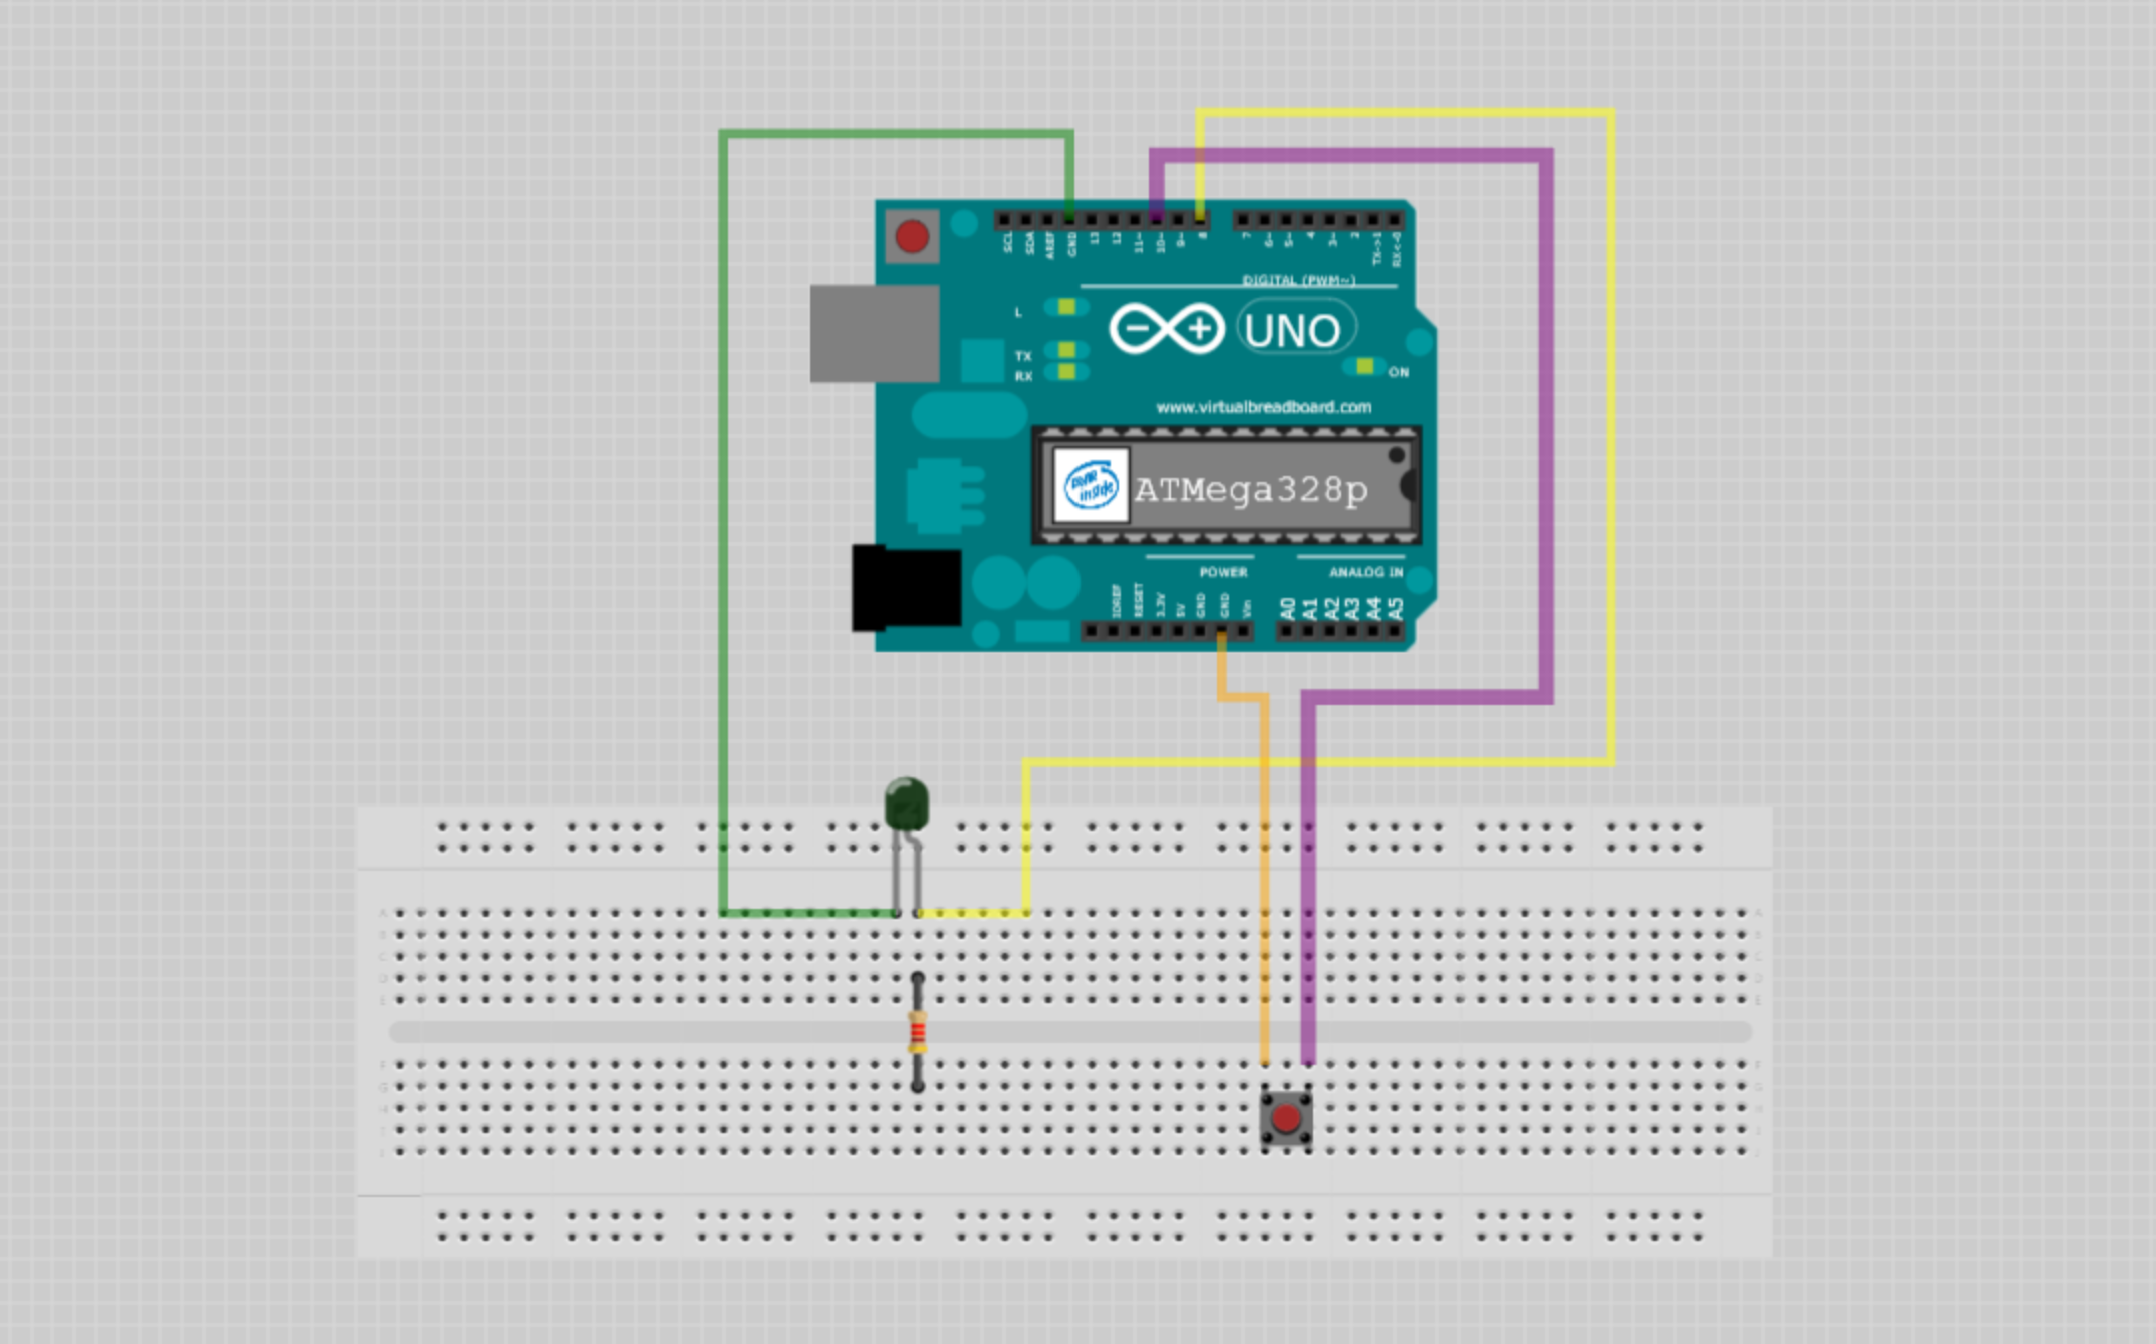 SCL SDA AREF GND 13 12 11~ 10~ 9~ 8 7 6~ 5~ 4 3~ 2 TX->1 RX<-0
DIGITAL (PWM~)
L
UNO
TX
RX
ON
www.virtualbreadboard.com
inside
ATMega328p
POWER
ANALOG IN
IOREF RESET 3.3V 5V GND GND Vin A0 A1 A2 A3 A4 A5